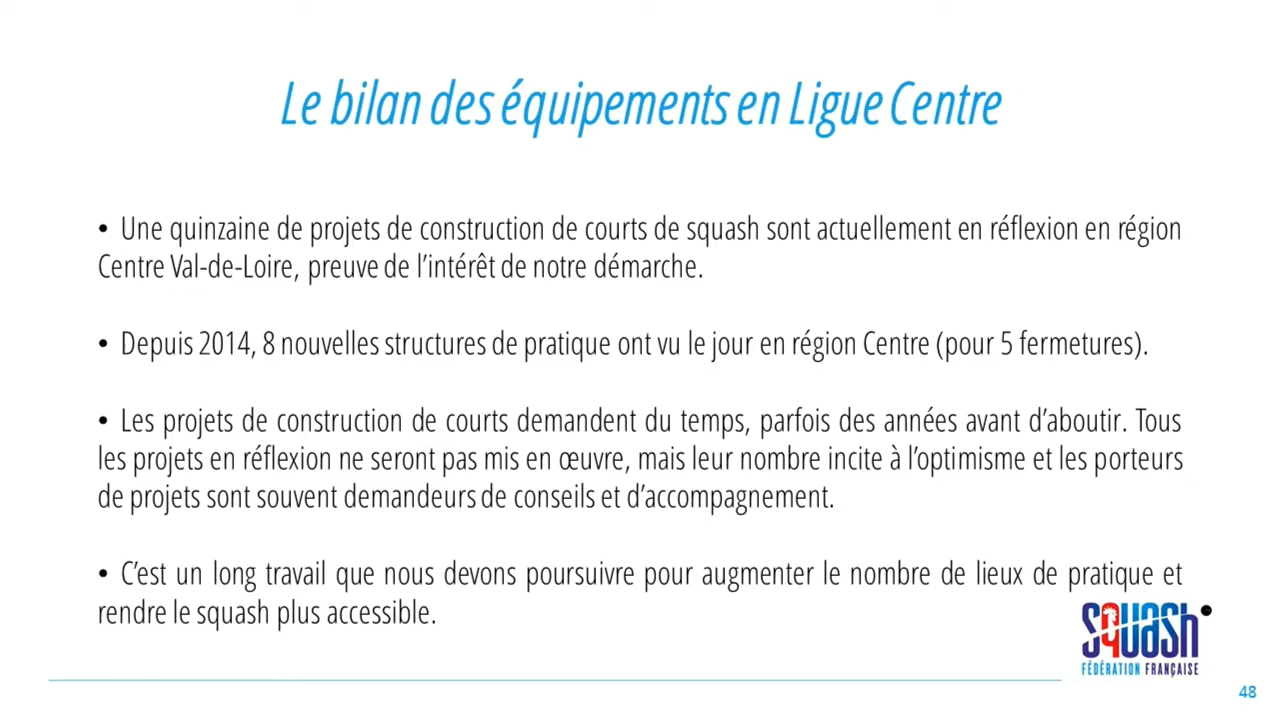 Le bilan des équipements en Ligue Centre
• Une quinzaine de projets de construction de courts de squash sont actuellement en réflexion en région
Centre Val-de-Loire, preuve de l’intérêt de notre démarche.
• Depuis 2014, 8 nouvelles structures de pratique ont vu le jour en région Centre (pour 5 fermetures).
• Les projets de construction de courts demandent du temps, parfois des années avant d’aboutir. Tous
les projets en réflexion ne seront pas mis en œuvre, mais leur nombre incite à l’optimisme et les porteurs
de projets sont souvent demandeurs de conseils et d’accompagnement.
• C’est un long travail que nous devons poursuivre pour augmenter le nombre de lieux de pratique et
rendre le squash plus accessible.
squash
FÉDÉRATION FRANÇAISE
48